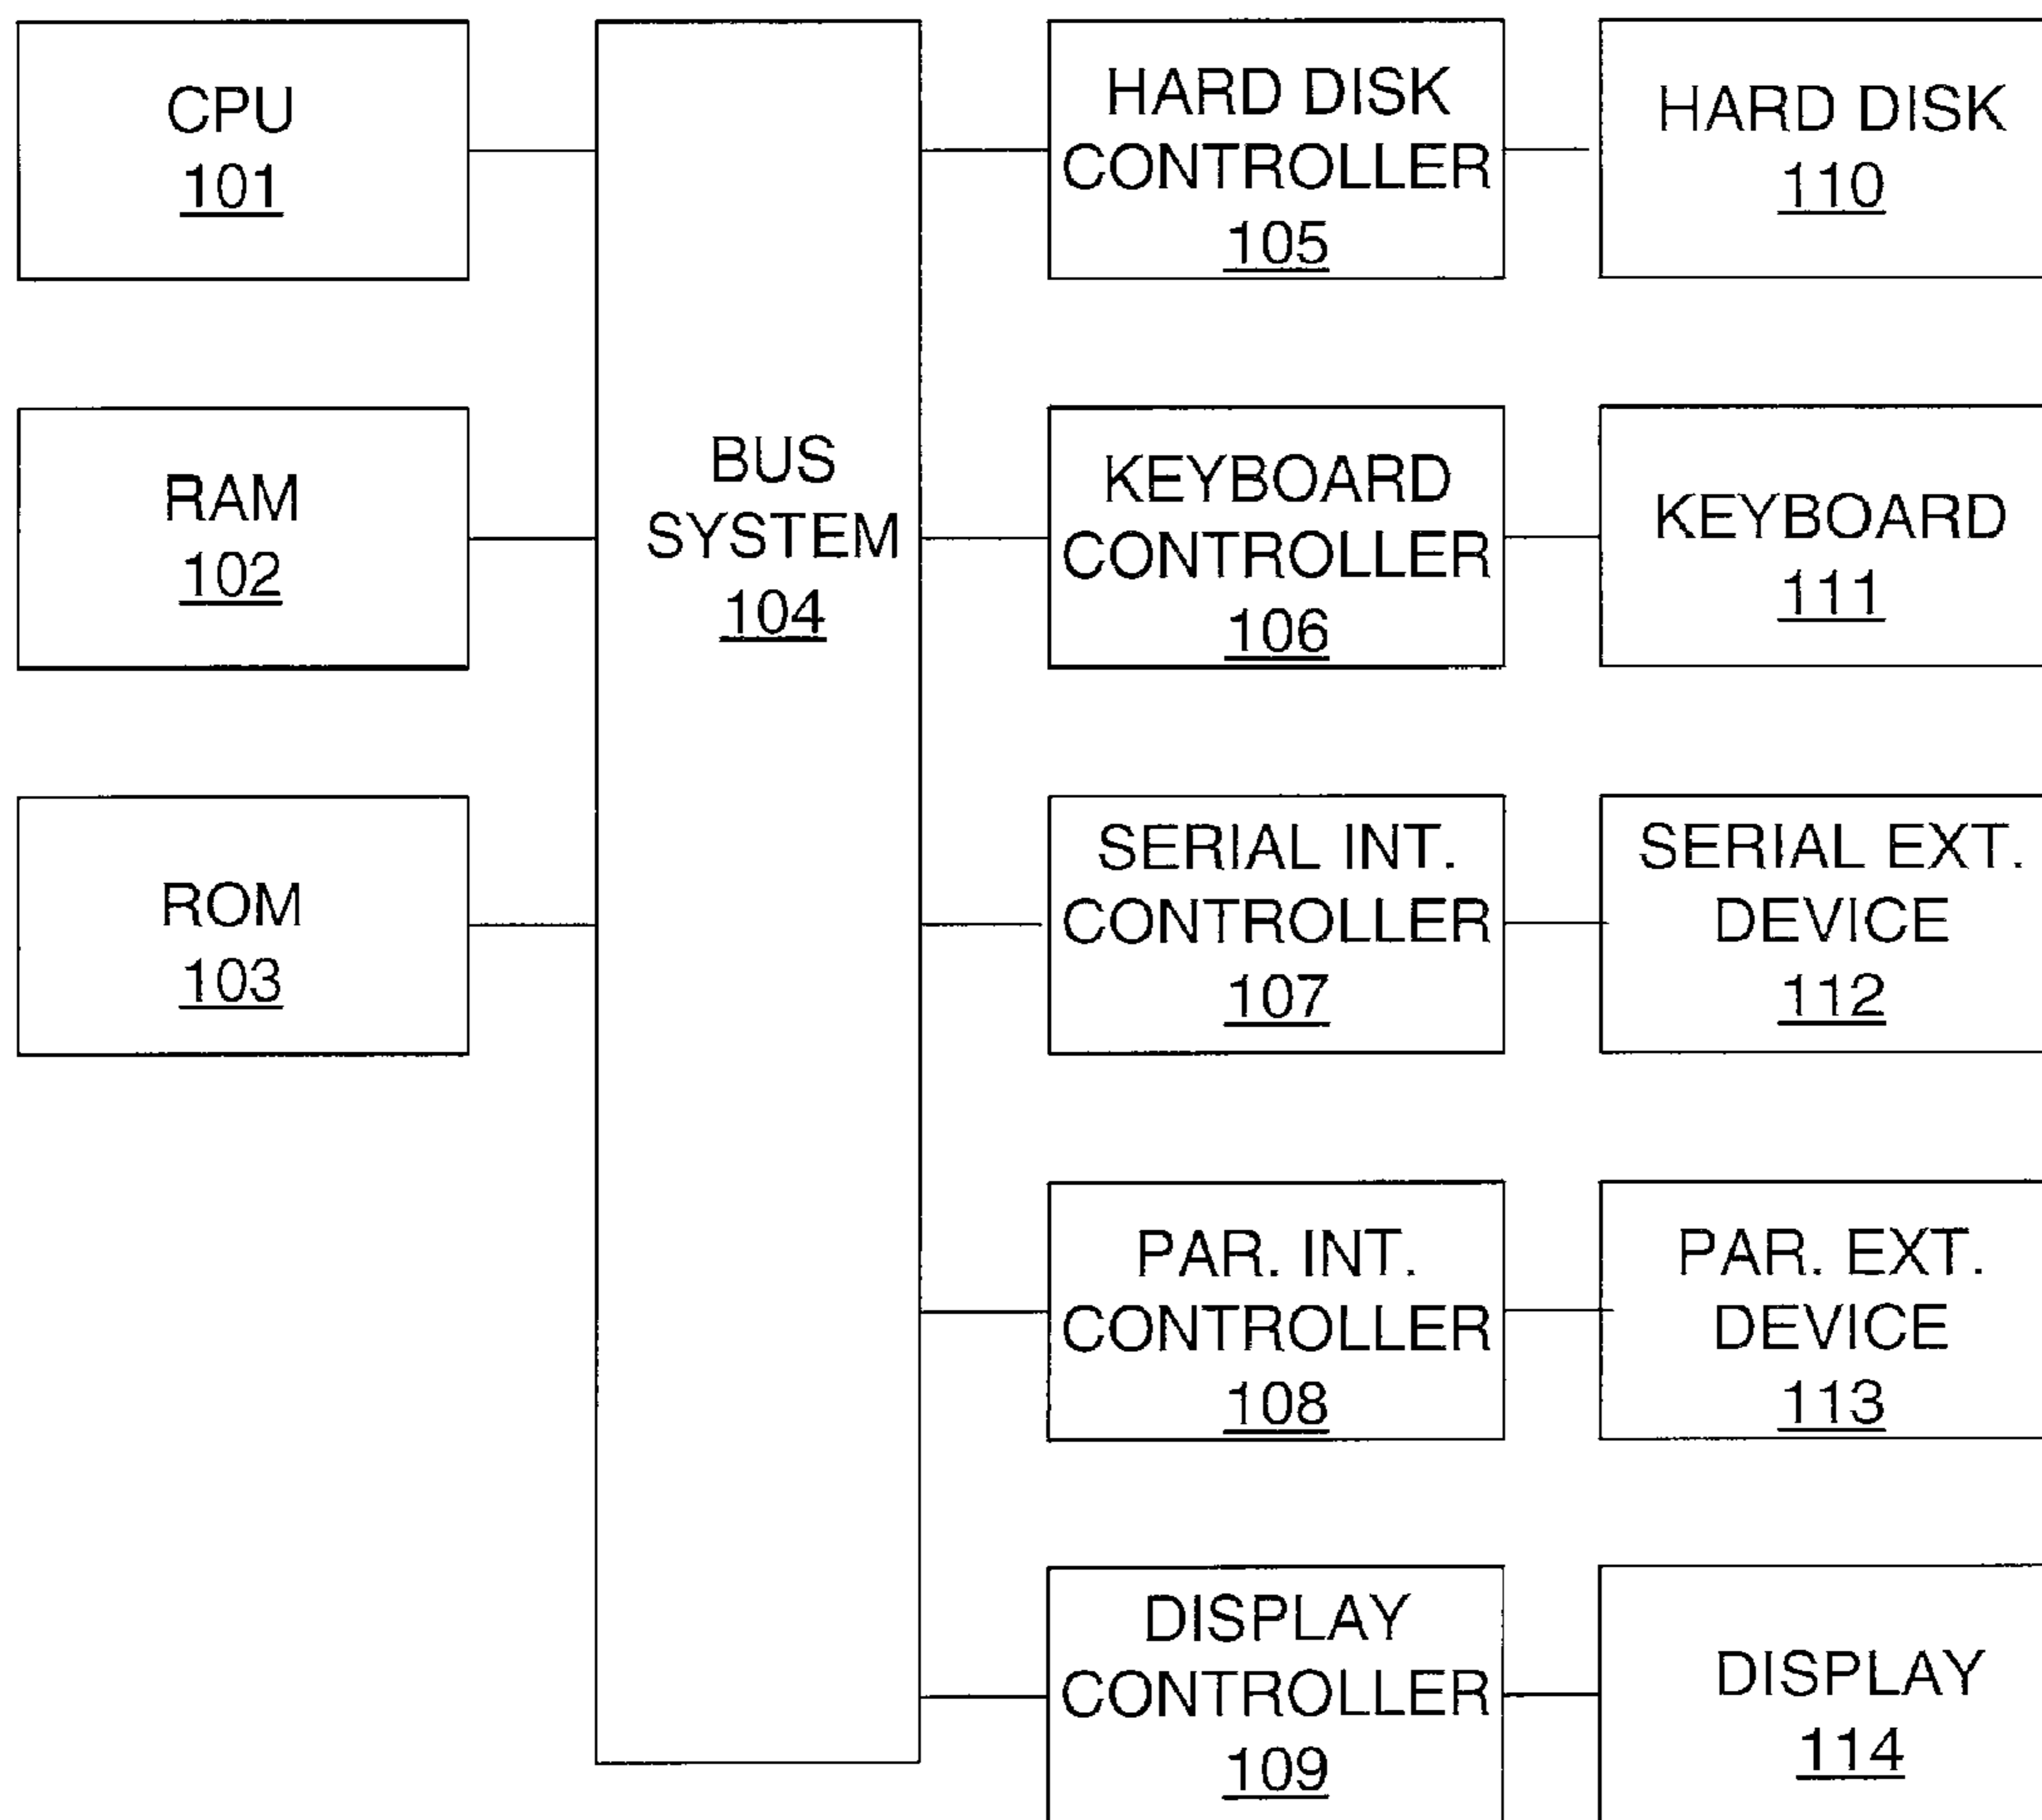 CPU
101
RAM
102
ROM
103
BUS
SYSTEM
104
HARD DISK
CONTROLLER
105
KEYBOARD
CONTROLLER
106
SERIAL INT.
CONTROLLER
107
PAR. INT.
CONTROLLER
108
DISPLAY
CONTROLLER
109
HARD DISK
110
KEYBOARD
111
SERIAL EXT.
DEVICE
112
PAR. EXT.
DEVICE
113
DISPLAY
114